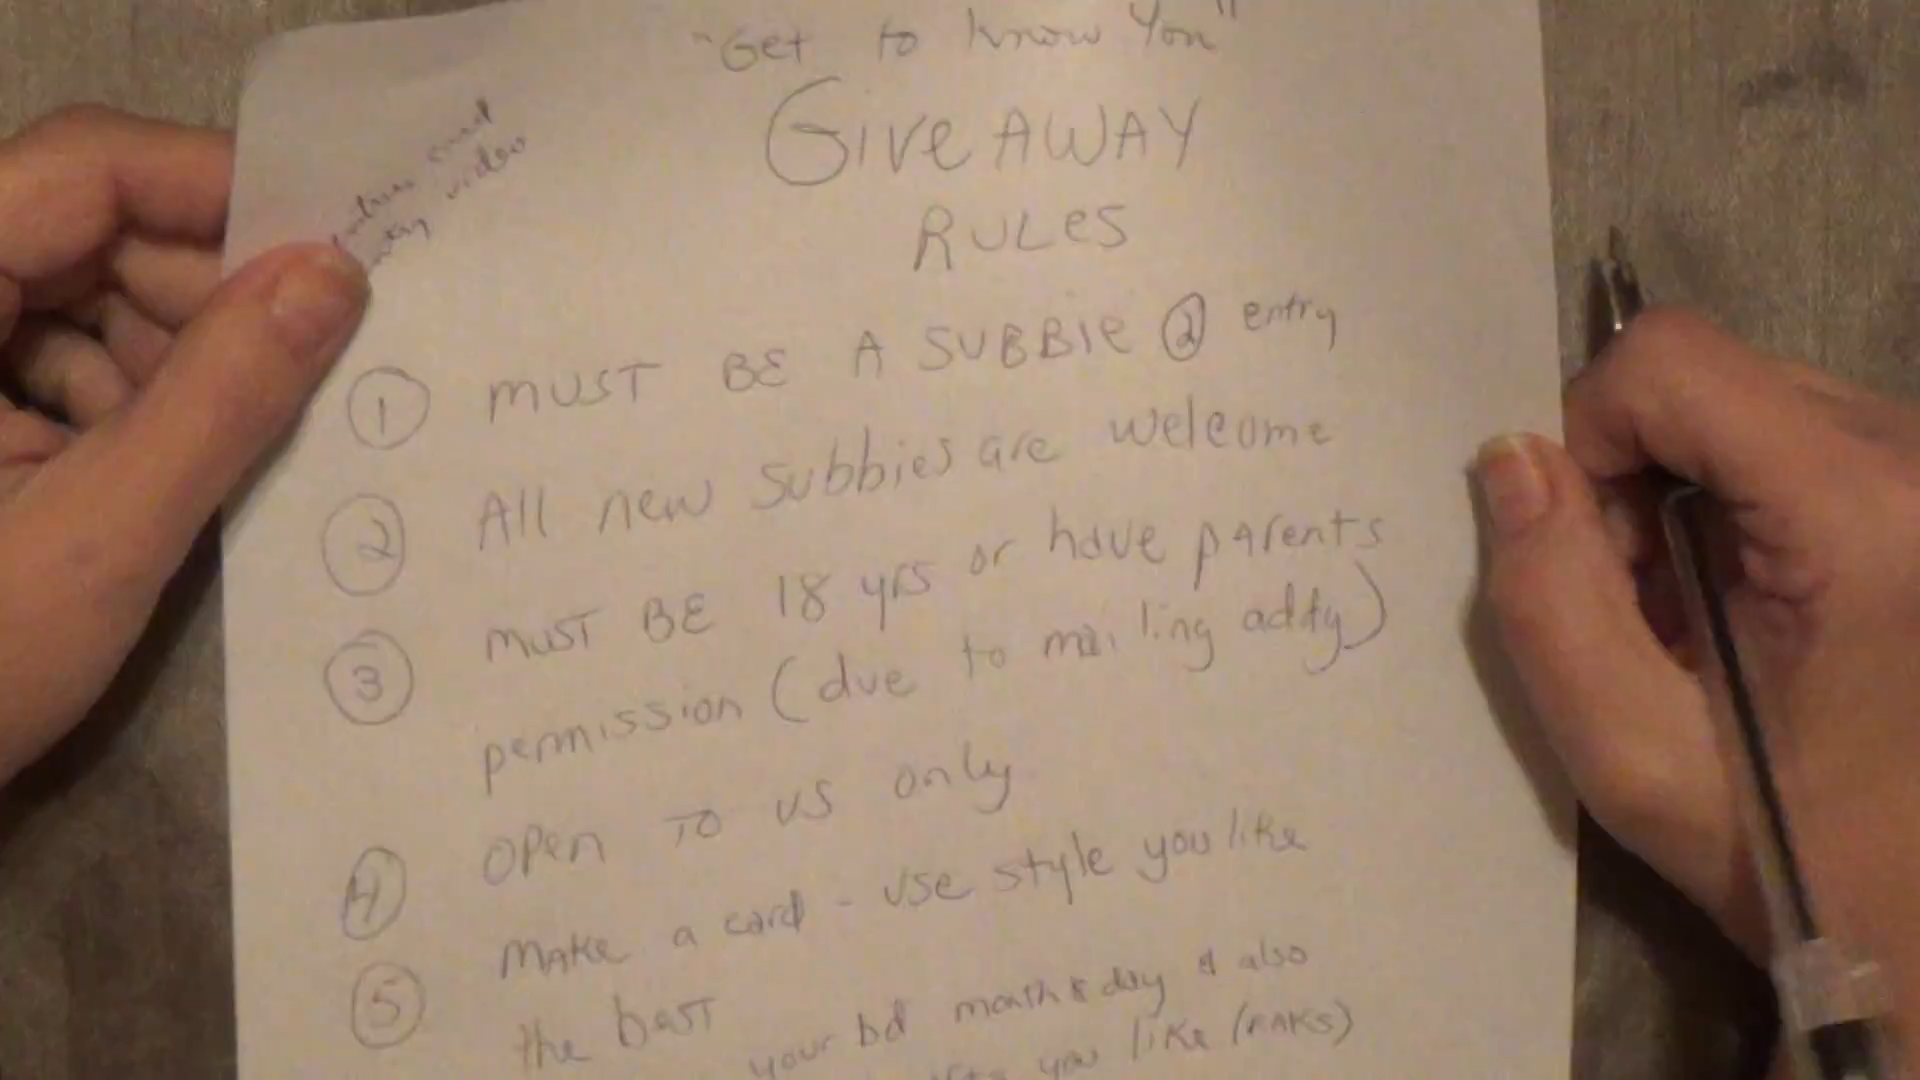 "Get to know You"
GIVEAWAY
RULES
card
video
① MUST BE A SUBBIE @ entry
② All new subbies are welcome
③ must BE 18 yrs or have parents
permission (due to mailing addy)
④ open TO US only
⑤ Make a card - use style you like
the best
your bd month & day & also
you like (RAKS)